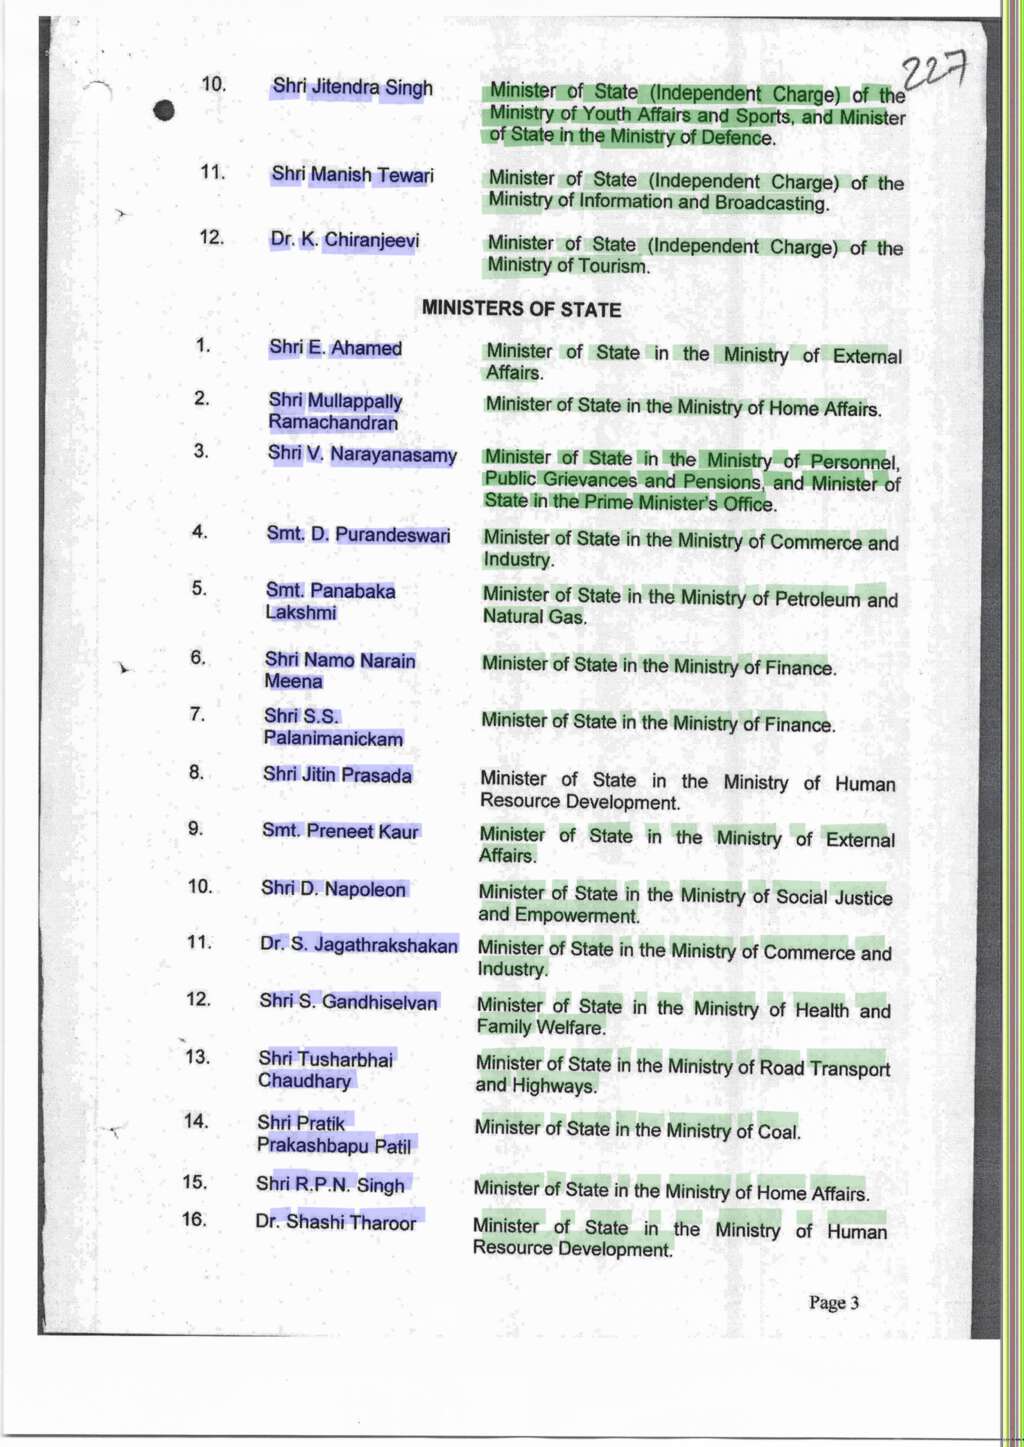 227
10. Shri Jitendra Singh Minister of State (Independent Charge) of the
Ministry of Youth Affairs and Sports, and Minister
of State in the Ministry of Defence.
11. Shri Manish Tewari Minister of State (Independent Charge) of the
Ministry of Information and Broadcasting.
12. Dr. K. Chiranjeevi Minister of State (Independent Charge) of the
Ministry of Tourism.
MINISTERS OF STATE
1. Shri E. Ahamed Minister of State in the Ministry of External
Affairs.
2. Shri Mullappally Minister of State in the Ministry of Home Affairs.
Ramachandran
3. Shri V. Narayanasamy Minister of State in the Ministry of Personnel,
Public Grievances and Pensions, and Minister of
State in the Prime Minister's Office.
4. Smt. D. Purandeswari Minister of State in the Ministry of Commerce and
Industry.
5. Smt. Panabaka Minister of State in the Ministry of Petroleum and
Lakshmi Natural Gas.
6. Shri Namo Narain Minister of State in the Ministry of Finance.
Meena
7. Shri S.S. Minister of State in the Ministry of Finance.
Palanimanickam
8. Shri Jitin Prasada Minister of State in the Ministry of Human
Resource Development.
9. Smt. Preneet Kaur Minister of State in the Ministry of External
Affairs.
10. Shri D. Napoleon Minister of State in the Ministry of Social Justice
and Empowerment.
11. Dr. S. Jagathrakshakan Minister of State in the Ministry of Commerce and
Industry.
12. Shri S. Gandhiselvan Minister of State in the Ministry of Health and
Family Welfare.
13. Shri Tusharbhai Minister of State in the Ministry of Road Transport
Chaudhary and Highways.
14. Shri Pratik Minister of State in the Ministry of Coal.
Prakashbapu Patil
15. Shri R.P.N. Singh Minister of State in the Ministry of Home Affairs.
16. Dr. Shashi Tharoor Minister of State in the Ministry of Human
Resource Development.
Page 3